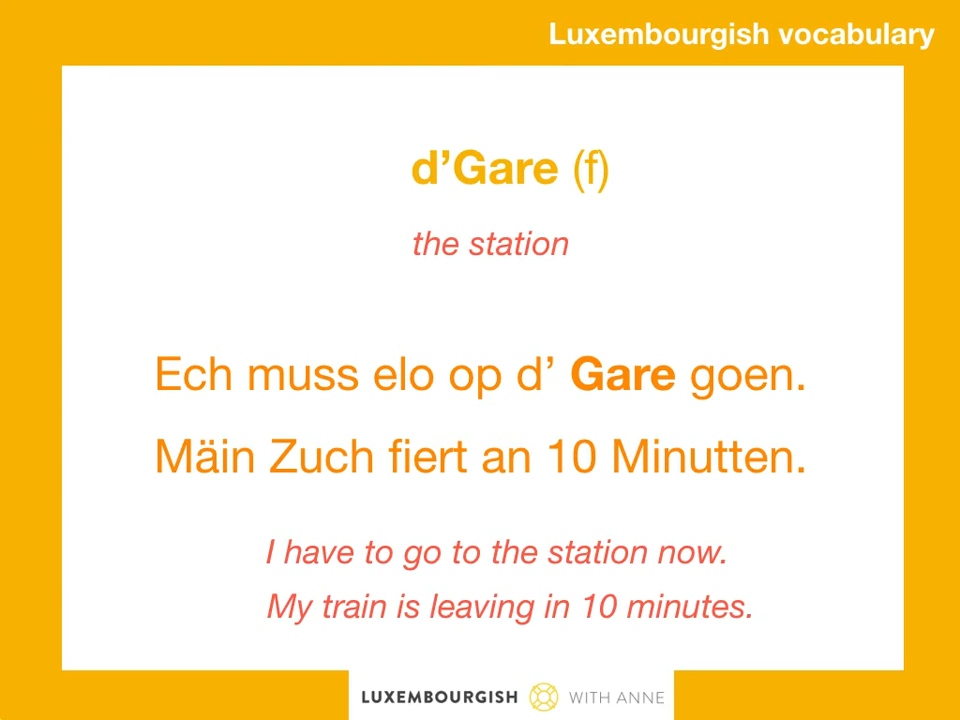 Luxembourgish vocabulary
d’Gare (f)
the station
Ech muss elo op d’ Gare goen.
Mäin Zuch fiert an 10 Minutten.
I have to go to the station now.
My train is leaving in 10 minutes.
LUXEMBOURGISH WITH ANNE